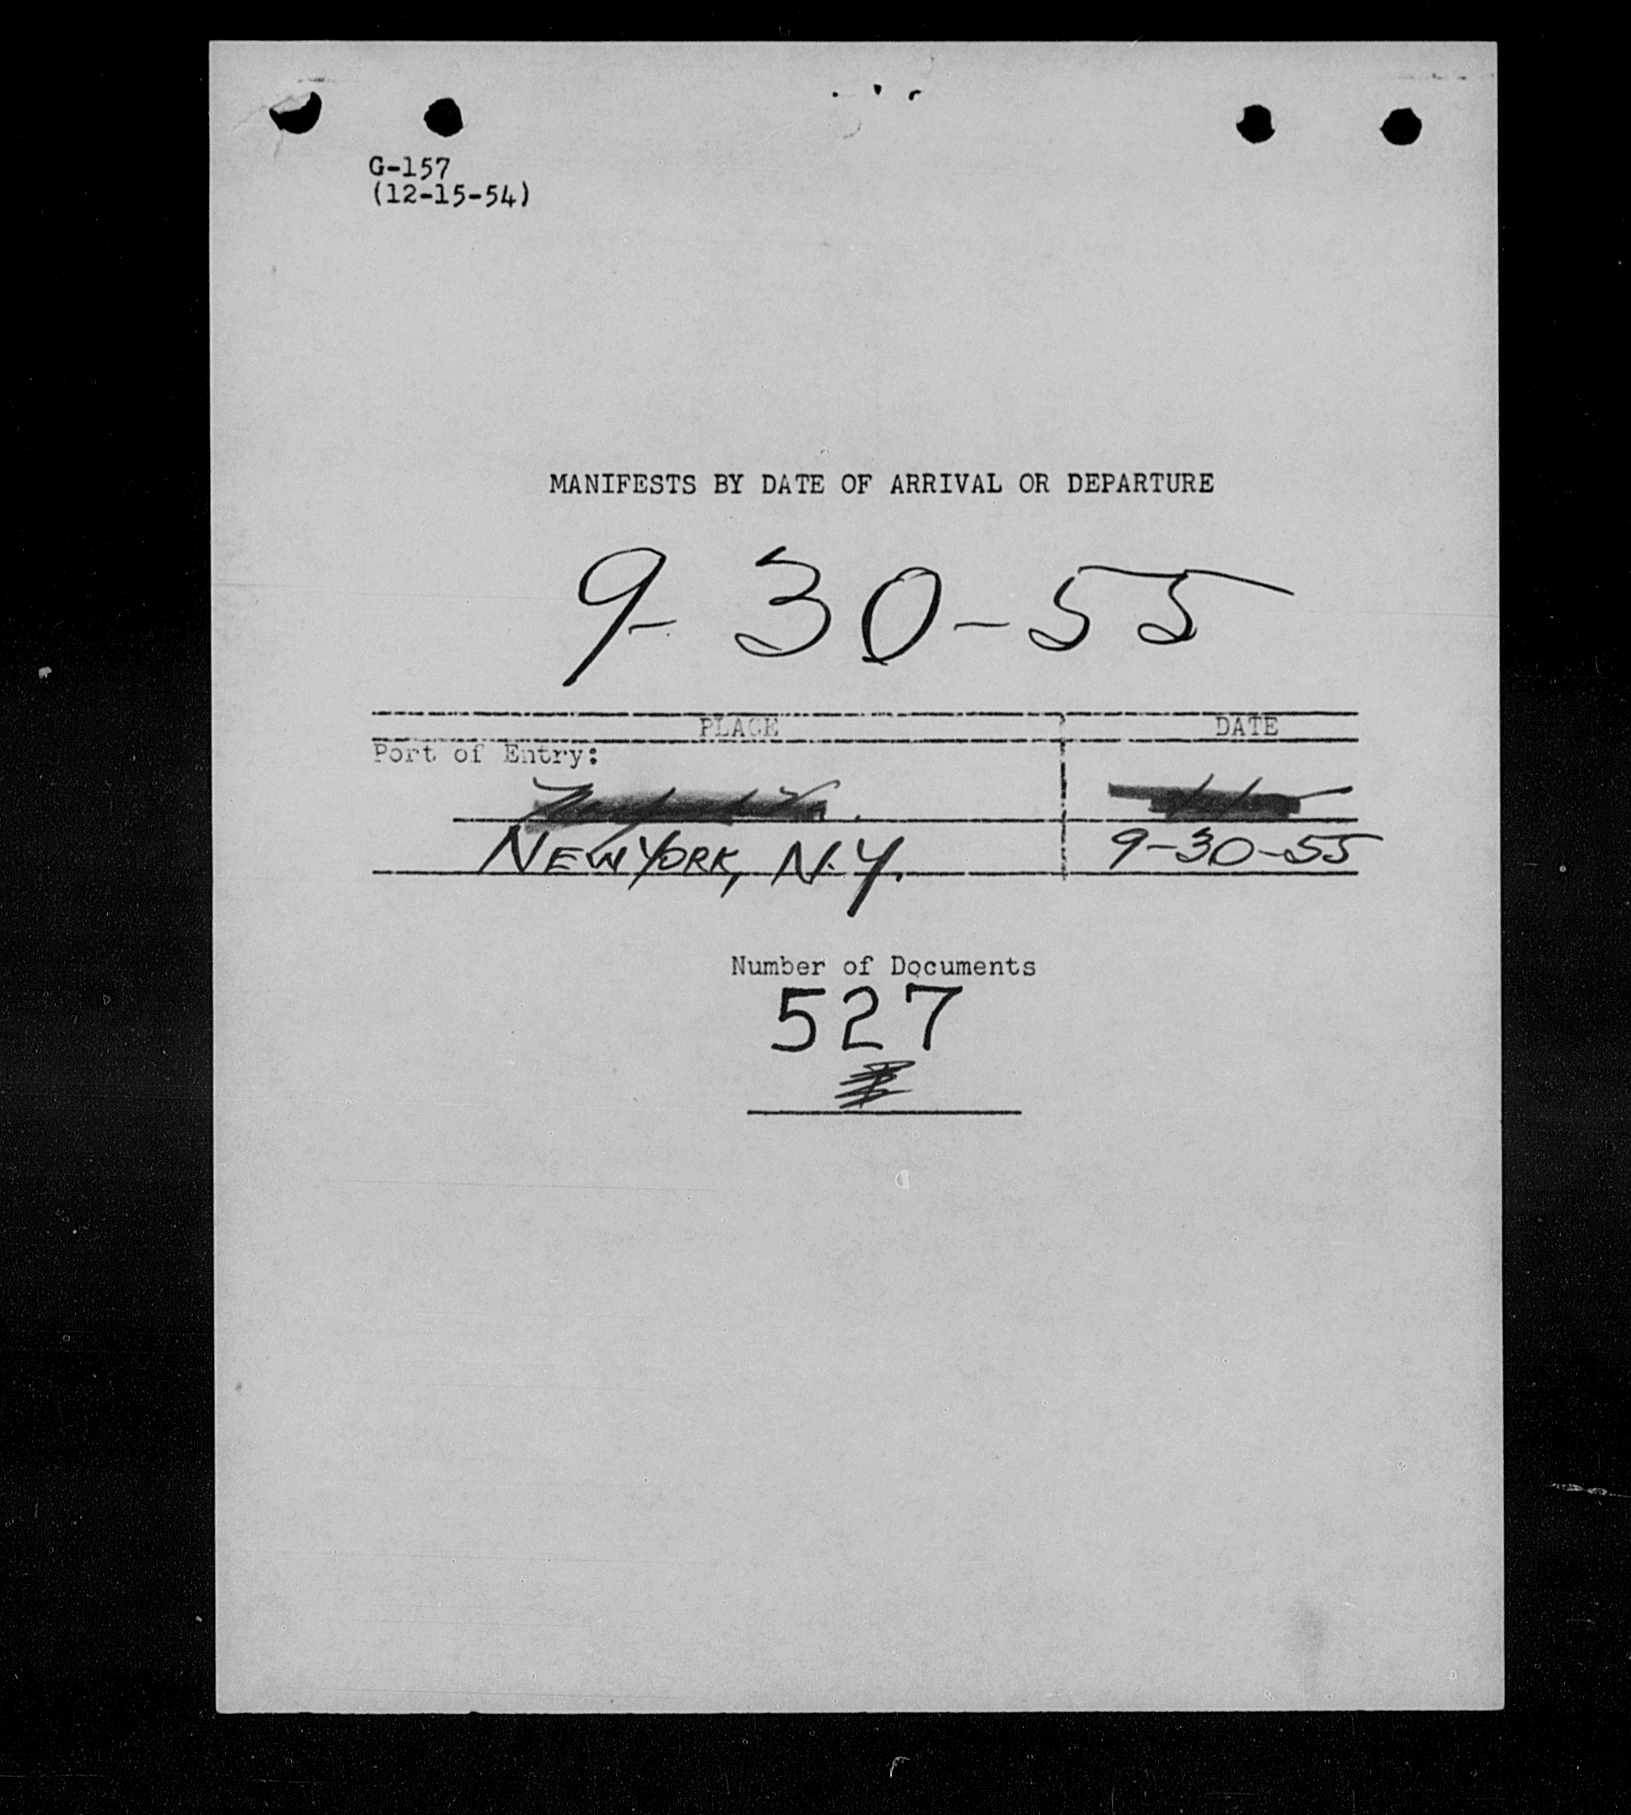 G-157
(12-15-54)
MANIFESTS BY DATE OF ARRIVAL OR DEPARTURE
9-30-55
PLACE DATE
Port of Entry:
NEW YORK, N.Y. 9-30-55
Number of Documents
527